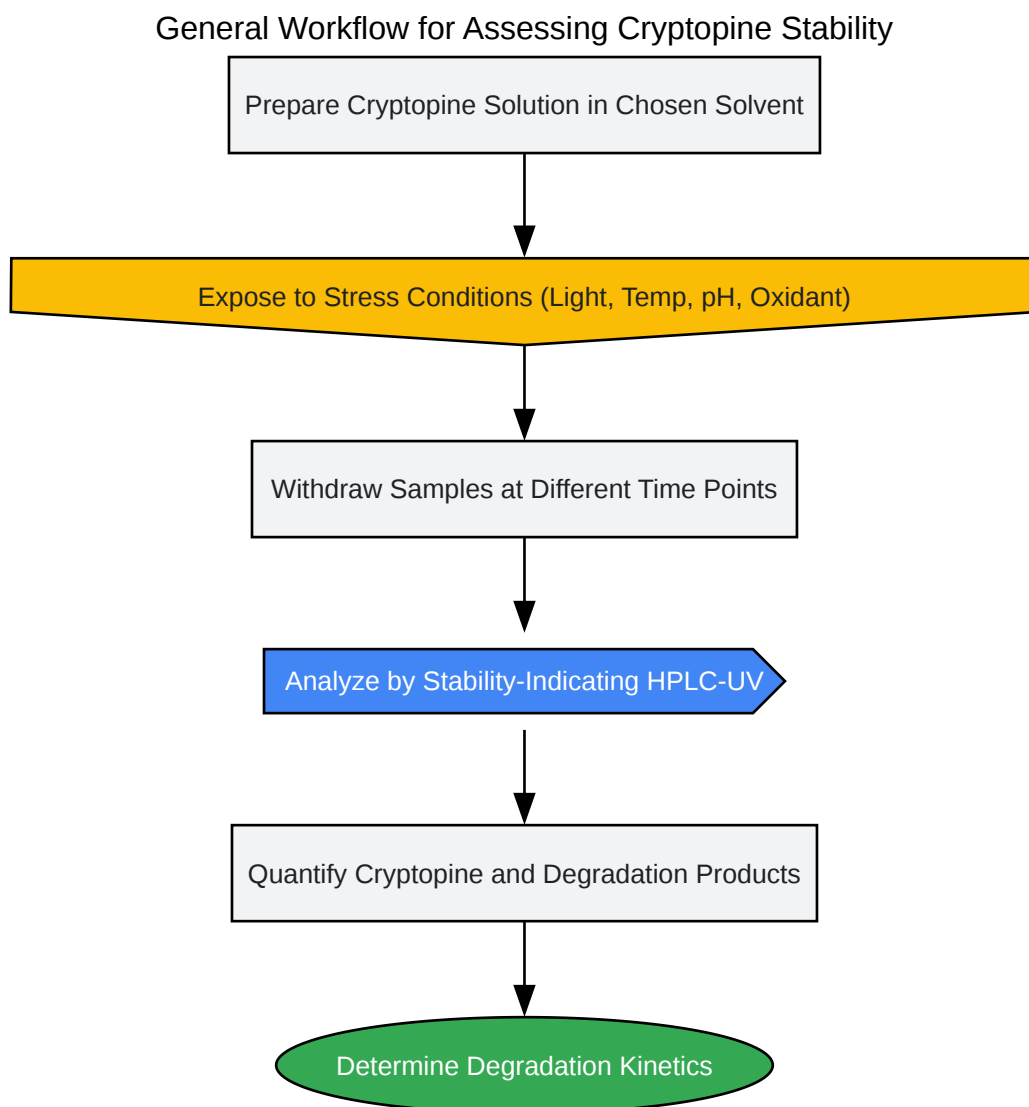 General Workflow for Assessing Cryptopine Stability
Prepare Cryptopine Solution in Chosen Solvent
Expose to Stress Conditions (Light, Temp, pH, Oxidant)
Withdraw Samples at Different Time Points
Analyze by Stability-Indicating HPLC-UV
Quantify Cryptopine and Degradation Products
Determine Degradation Kinetics